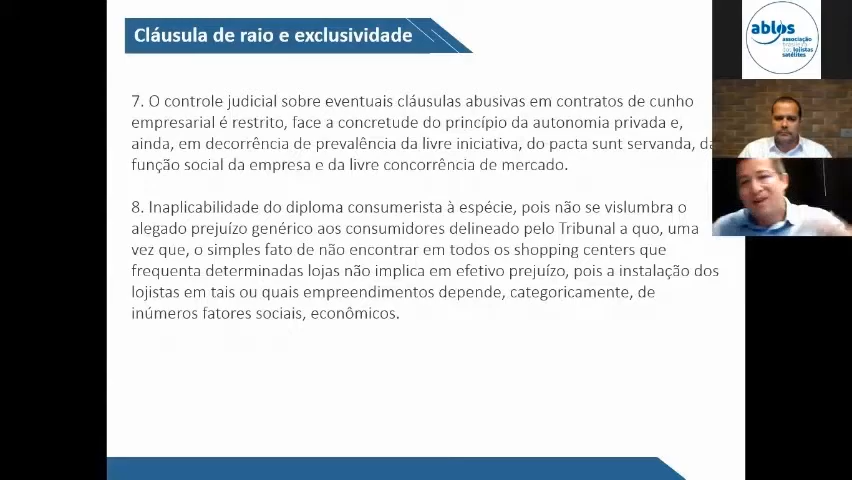 Cláusula de raio e exclusividade
7. O controle judicial sobre eventuais cláusulas abusivas em contratos de cunho
empresarial é restrito, face a concretude do princípio da autonomia privada e,
ainda, em decorrência de prevalência da livre iniciativa, do pacta sunt servanda, da
função social da empresa e da livre concorrência de mercado.
8. Inaplicabilidade do diploma consumerista à espécie, pois não se vislumbra o
alegado prejuízo genérico aos consumidores delineado pelo Tribunal a quo, uma
vez que, o simples fato de não encontrar em todos os shopping centers que
frequenta determinadas lojas não implica em efetivo prejuízo, pois a instalação dos
lojistas em tais ou quais empreendimentos depende, categoricamente, de
inúmeros fatores sociais, econômicos.
ablos
associação
dos lojistas
satélites